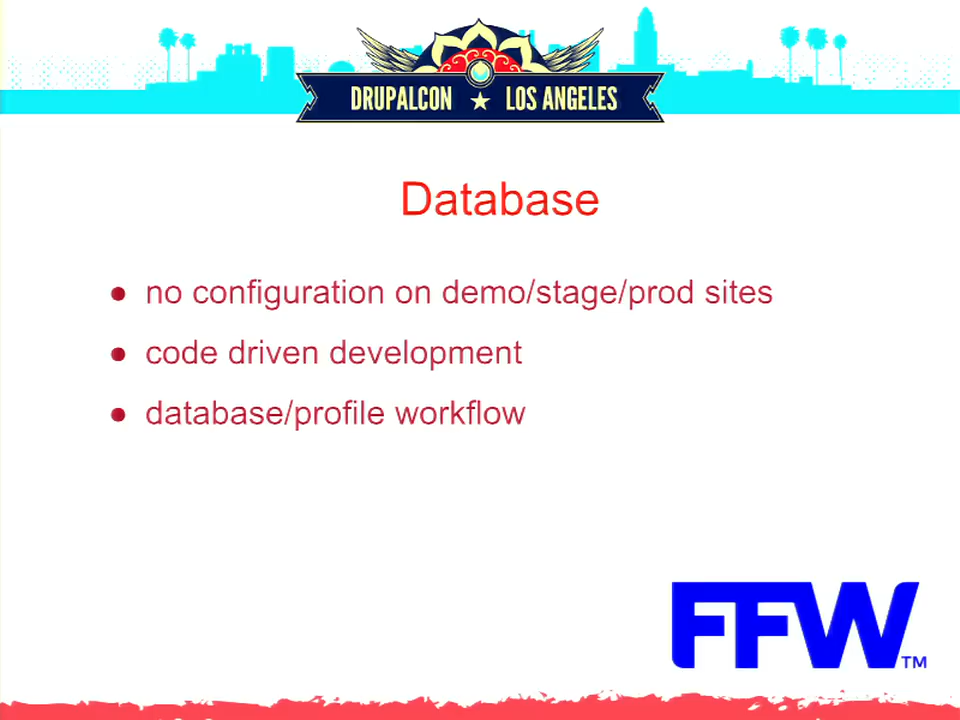 DRUPALCON ★ LOS ANGELES
Database
● no configuration on demo/stage/prod sites
● code driven development
● database/profile workflow
FFW™